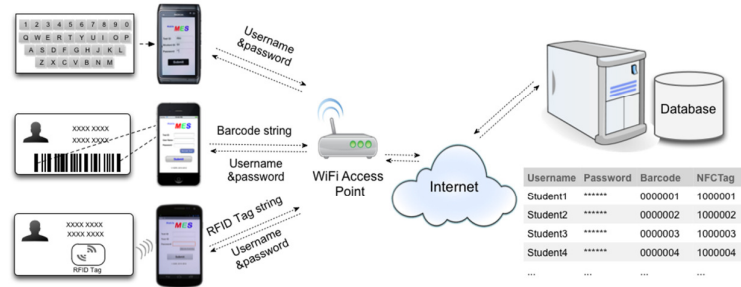 1 2 3 4 5 6 7 8 9 0
Q W E R T Y U I O P
A S D F G H J K L
Z X C V B N M
MES
Username
&password
XXXX XXXX
XXXX XXXX
MES
Barcode string
Username
&password
WiFi Access
Point
XXXX XXXX
XXXX XXXX
RFID Tag
MES
RFID Tag string
Username
&password
Internet
Database
Username Password Barcode NFCTag
Student1 ****** 0000001 1000001
Student2 ****** 0000002 1000002
Student3 ****** 0000003 1000003
Student4 ****** 0000004 1000004
... ... ... ...